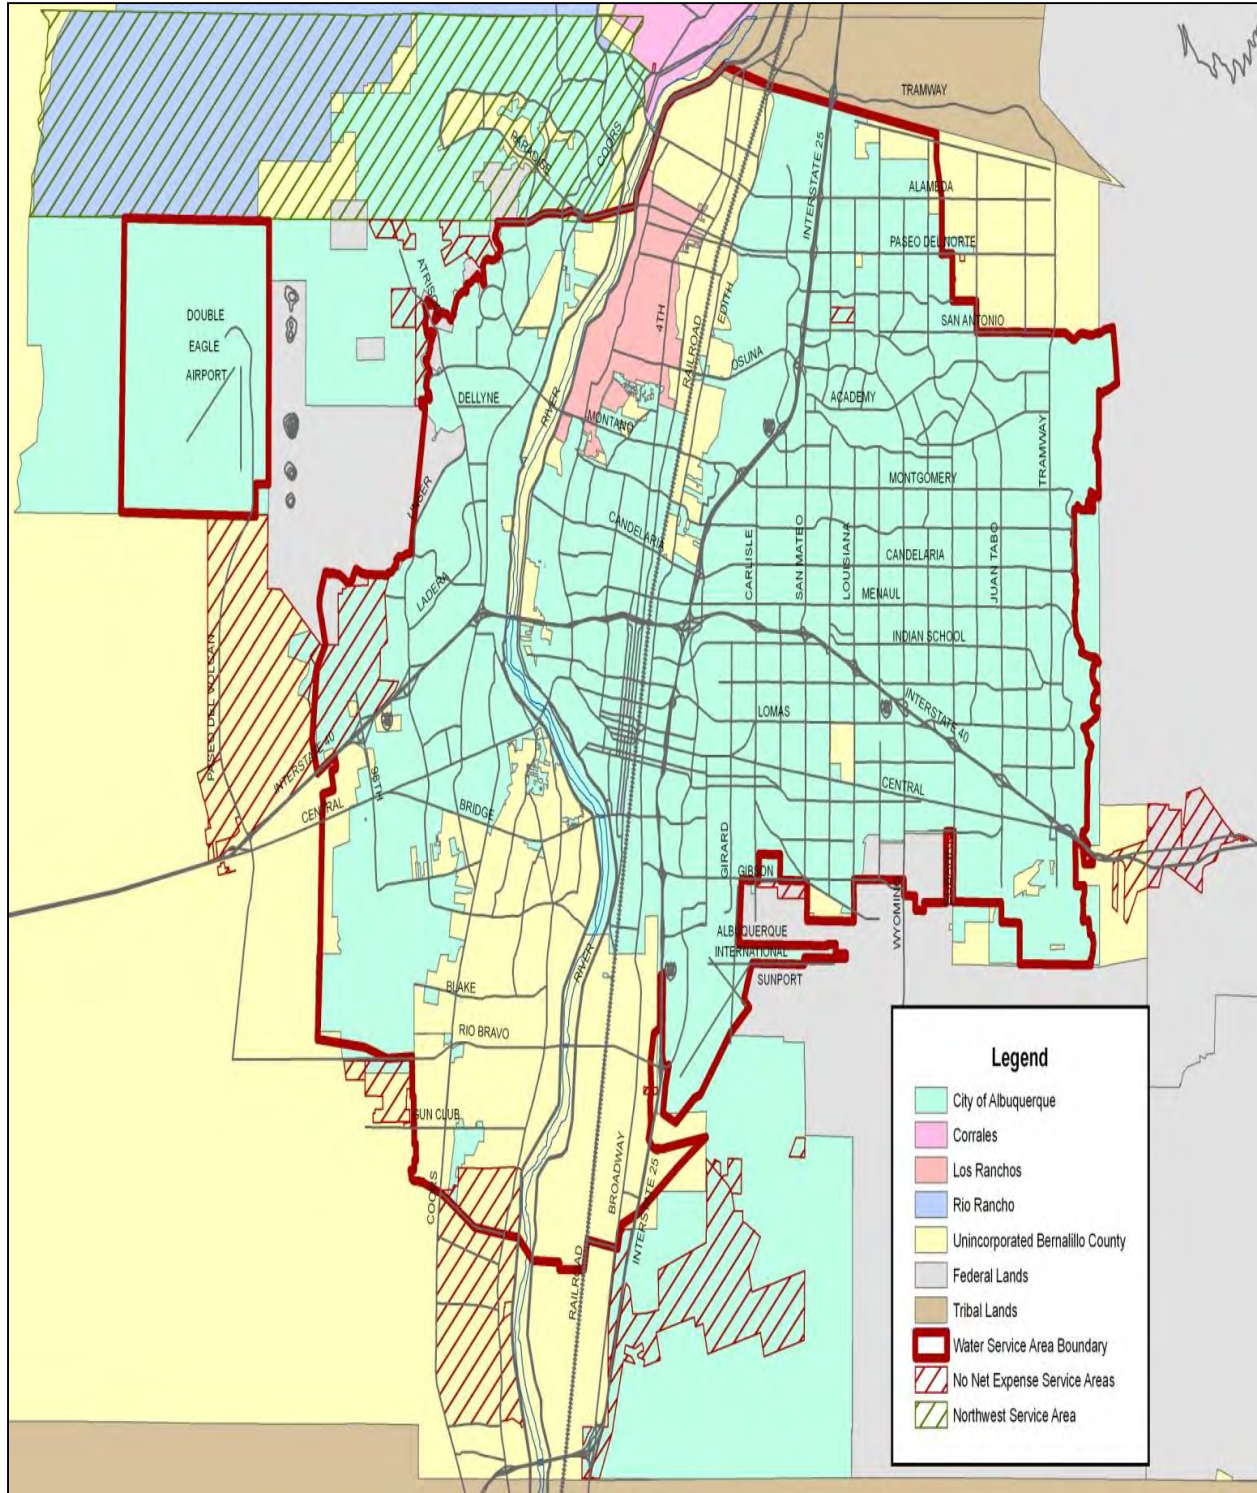 TRAMWAY
COORS
PARADISE
INTERSTATE 25
ALAMEDA
PASEO DEL NORTE
ATRISCO
4TH
EDITH
RAILROAD
DOUBLE
EAGLE
AIRPORT
SAN ANTONIO
OSUNA
DELLYNE
RIVER
MONTANO
ACADEMY
TRAMWAY
UNSER
MONTGOMERY
CANDELARIA
CARLISLE
SAN MATEO
LOUISIANA
CANDELARIA
JUAN TABO
LADERA
MENAUL
INDIAN SCHOOL
PASEO DEL VOLCAN
INTERSTATE 40
LOMAS
INTERSTATE 40
98TH
CENTRAL
BRIDGE
CENTRAL
GIRARD
GIBSON
WYOMING
ALBUQUERQUE
INTERNATIONAL
SUNPORT
RIVER
BLAKE
RIO BRAVO
GUN CLUB
COORS
BROADWAY
INTERSTATE 25
RAILROAD
Legend
City of Albuquerque
Corrales
Los Ranchos
Rio Rancho
Unincorporated Bernalillo County
Federal Lands
Tribal Lands
Water Service Area Boundary
No Net Expense Service Areas
Northwest Service Area